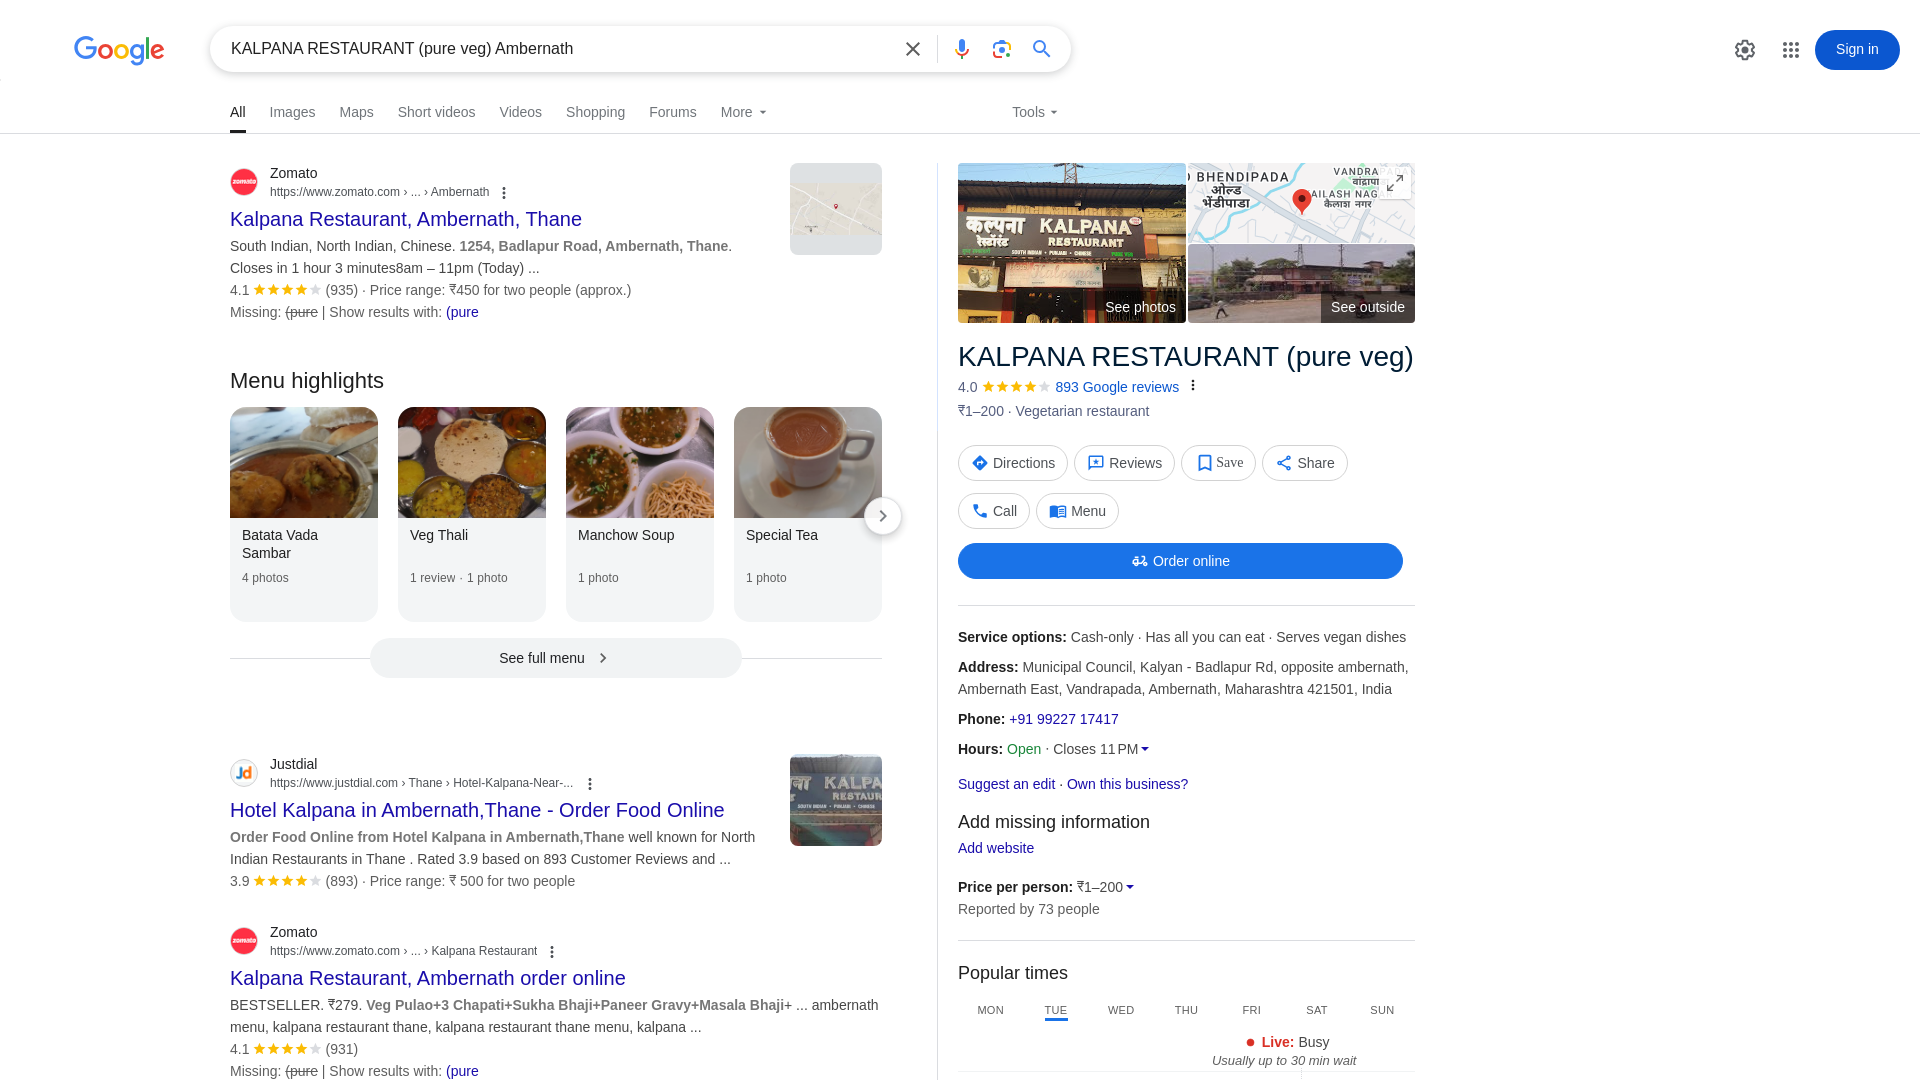 Google
KALPANA RESTAURANT (pure veg) Ambernath
Sign in
All
Images
Maps
Short videos
Videos
Shopping
Forums
More
Tools
Zomato
https://www.zomato.com › ... › Ambernath
Kalpana Restaurant, Ambernath, Thane
South Indian, North Indian, Chinese. 1254, Badlapur Road, Ambernath, Thane.
Closes in 1 hour 3 minutes8am – 11pm (Today) ...
4.1 (935) · Price range: ₹450 for two people (approx.)
Missing: (pure | Show results with: (pure
Menu highlights
Batata Vada
Sambar
4 photos
Veg Thali
1 review · 1 photo
Manchow Soup
1 photo
Special Tea
1 photo
See full menu
Justdial
https://www.justdial.com › Thane › Hotel-Kalpana-Near-...
Hotel Kalpana in Ambernath,Thane - Order Food Online
Order Food Online from Hotel Kalpana in Ambernath,Thane well known for North
Indian Restaurants in Thane . Rated 3.9 based on 893 Customer Reviews and ...
3.9 (893) · Price range: ₹ 500 for two people
KALPA
RESTAUR
SOUTH INDIAN • PUNJABI • CHINESE
Zomato
https://www.zomato.com › ... › Kalpana Restaurant
Kalpana Restaurant, Ambernath order online
BESTSELLER. ₹279. Veg Pulao+3 Chapati+Sukha Bhaji+Paneer Gravy+Masala Bhaji+ ... ambernath
menu, kalpana restaurant thane, kalpana restaurant thane menu, kalpana ...
4.1 (931)
Missing: (pure | Show results with: (pure
कल्पना KALPANA
रेस्टॉरंट RESTAURANT
SOUTH INDIAN • PUNJABI • CHINESE
See photos
BHENDIPADA
ओल्ड
भेंडीपाडा
VANDRAPA
वांद्रापा
AILASH NAGAR
कैलाश नगर
See outside
KALPANA RESTAURANT (pure veg)
4.0 893 Google reviews
₹1–200 · Vegetarian restaurant
Directions
Reviews
Save
Share
Call
Menu
Order online
Service options: Cash-only · Has all you can eat · Serves vegan dishes
Address: Municipal Council, Kalyan - Badlapur Rd, opposite ambernath,
Ambernath East, Vandrapada, Ambernath, Maharashtra 421501, India
Phone: +91 99227 17417
Hours: Open · Closes 11 PM
Suggest an edit · Own this business?
Add missing information
Add website
Price per person: ₹1–200
Reported by 73 people
Popular times
MON TUE WED THU FRI SAT SUN
Live: Busy
Usually up to 30 min wait